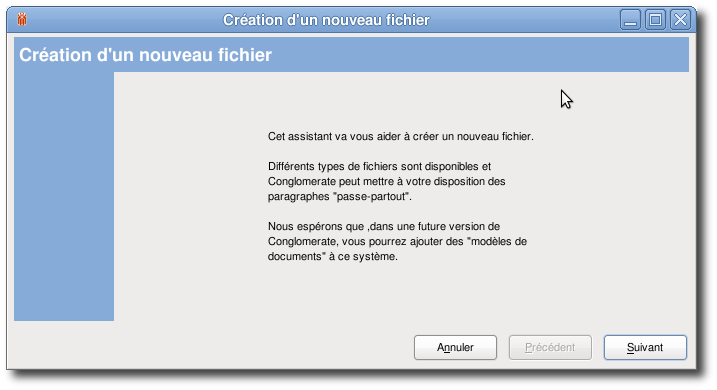 Création d'un nouveau fichier
Création d'un nouveau fichier
Cet assistant va vous aider à créer un nouveau fichier.
Différents types de fichiers sont disponibles et
Conglomerate peut mettre à votre disposition des
paragraphes "passe-partout".
Nous espérons que ,dans une future version de
Conglomerate, vous pourrez ajouter des "modèles de
documents" à ce système.
Annuler
Précédent
Suivant